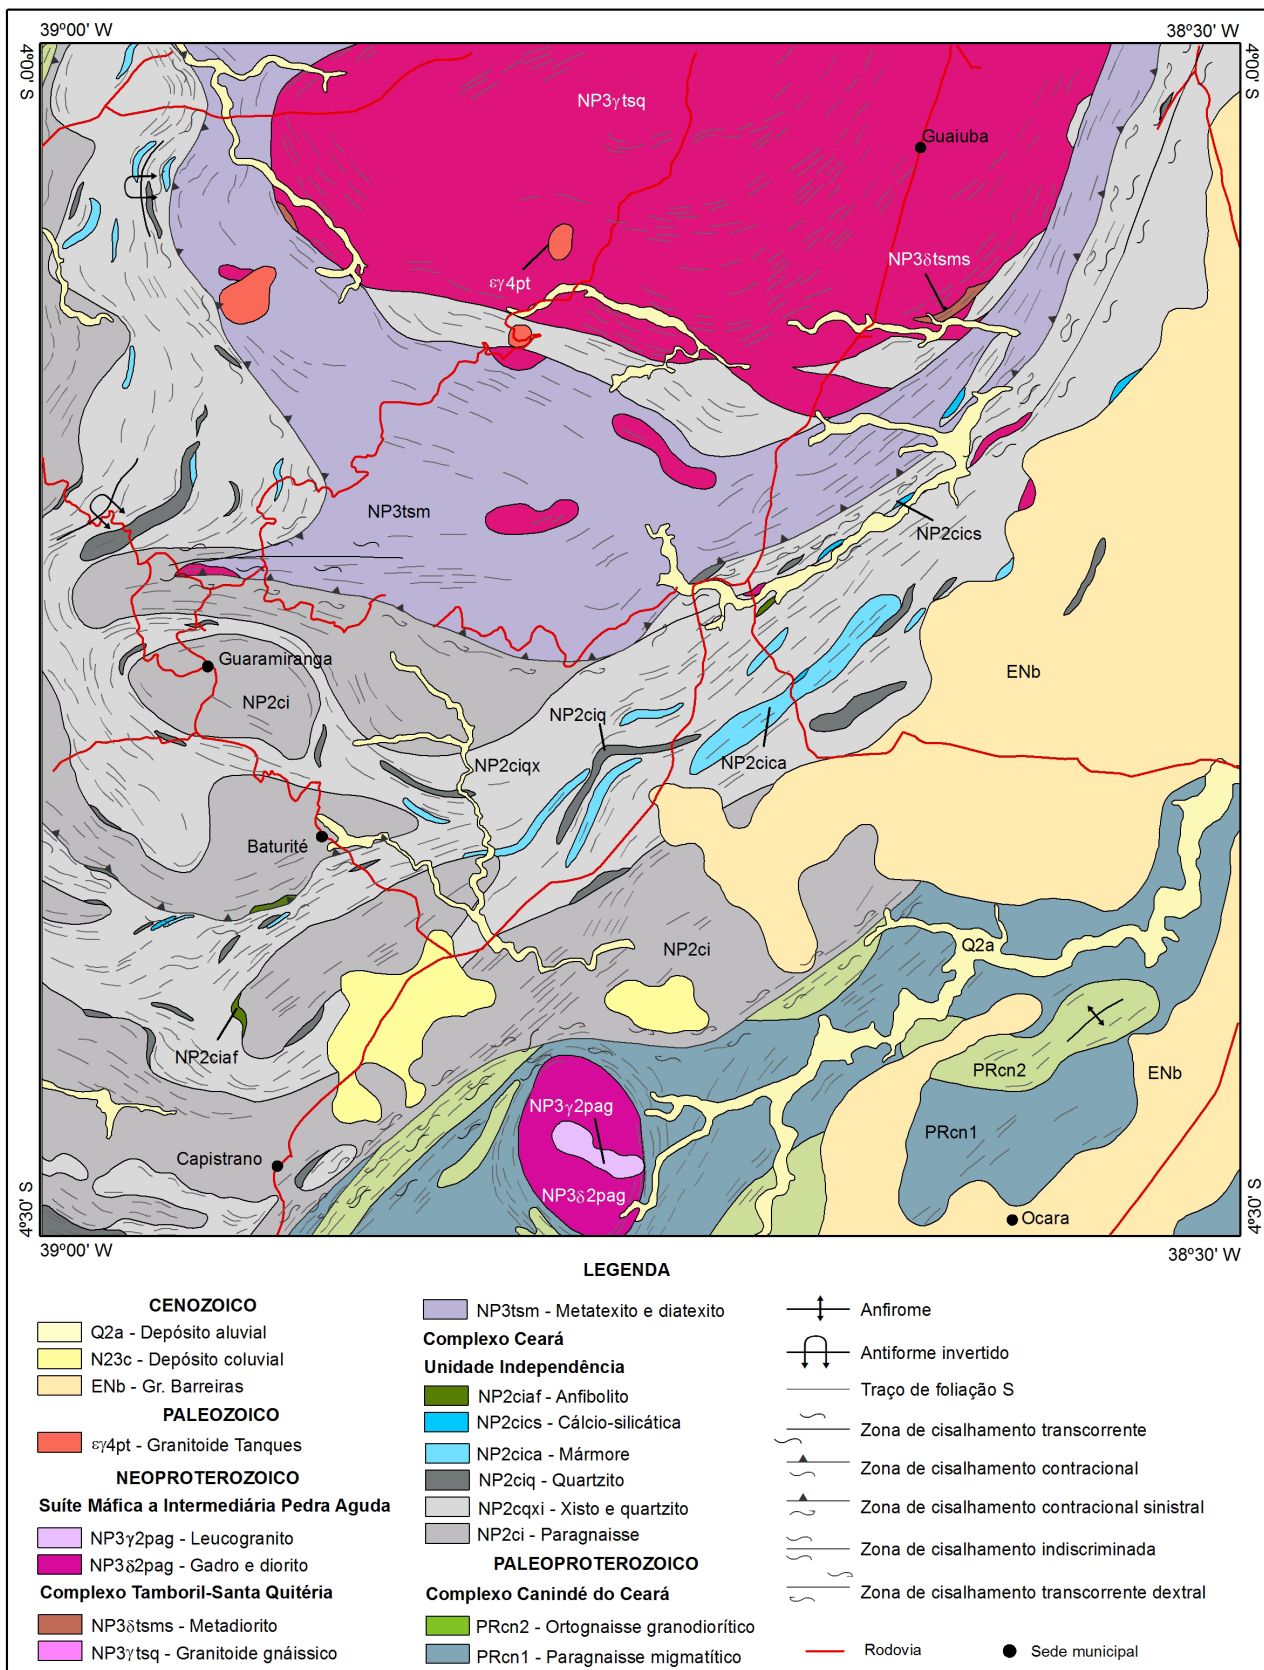 39°00' W
38°30' W
4°00' S
4°00' S
NP3γtsq
Guaiuba
NP3δtsms
εγ4pt
NP3tsm
NP2cics
Guaramiranga
NP2ci
ENb
NP2ciq
NP2ciqx
NP2cica
Baturité
NP2ci
Q2a
NP2ciaf
PRcn2
ENb
NP3γ2pag
PRcn1
Capistrano
NP3δ2pag
Ocara
4°30' S
4°30' S
39°00' W
38°30' W
LEGENDA
CENOZOICO
Q2a - Depósito aluvial
N23c - Depósito coluvial
ENb - Gr. Barreiras
PALEOZOICO
εγ4pt - Granitoide Tanques
NEOPROTEROZOICO
Suíte Máfica a Intermediária Pedra Aguda
NP3γ2pag - Leucogranito
NP3δ2pag - Gadro e diorito
Complexo Tamboril-Santa Quitéria
NP3δtsms - Metadiorito
NP3γtsq - Granitoide gnáissico
NP3tsm - Metatexito e diatexito
Complexo Ceará
Unidade Independência
NP2ciaf - Anfibolito
NP2cics - Cálcio-silicática
NP2cica - Mármore
NP2ciq - Quartzito
NP2cqxi - Xisto e quartzito
NP2ci - Paragnaisse
PALEOPROTEROZOICO
Complexo Canindé do Ceará
PRcn2 - Ortognaisse granodiorítico
PRcn1 - Paragnaisse migmatítico
Anfirome
Antiforme invertido
Traço de foliação S
Zona de cisalhamento transcorrente
Zona de cisalhamento contracional
Zona de cisalhamento contracional sinistral
Zona de cisalhamento indiscriminada
Zona de cisalhamento transcorrente dextral
Rodovia
Sede municipal